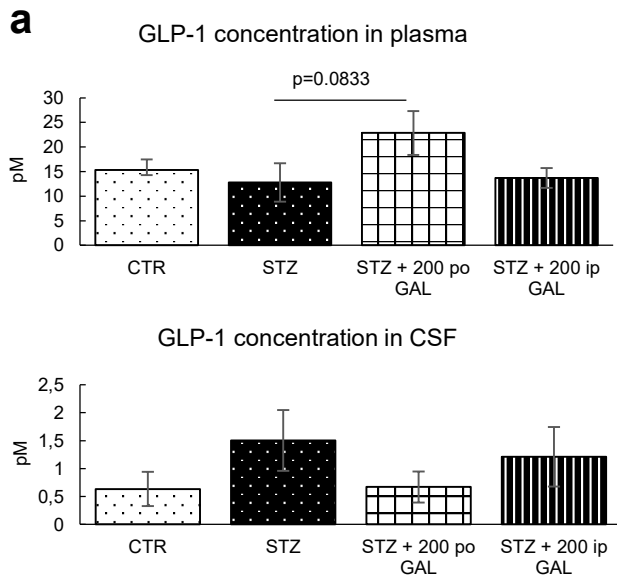 a
GLP-1 concentration in plasma
p=0.0833
30
25
20
15
10
5
0
pM
CTR
STZ
STZ + 200 po
GAL
STZ + 200 ip
GAL
GLP-1 concentration in CSF
2,5
2
1,5
1
0,5
0
pM
CTR
STZ
STZ + 200 po
GAL
STZ + 200 ip
GAL